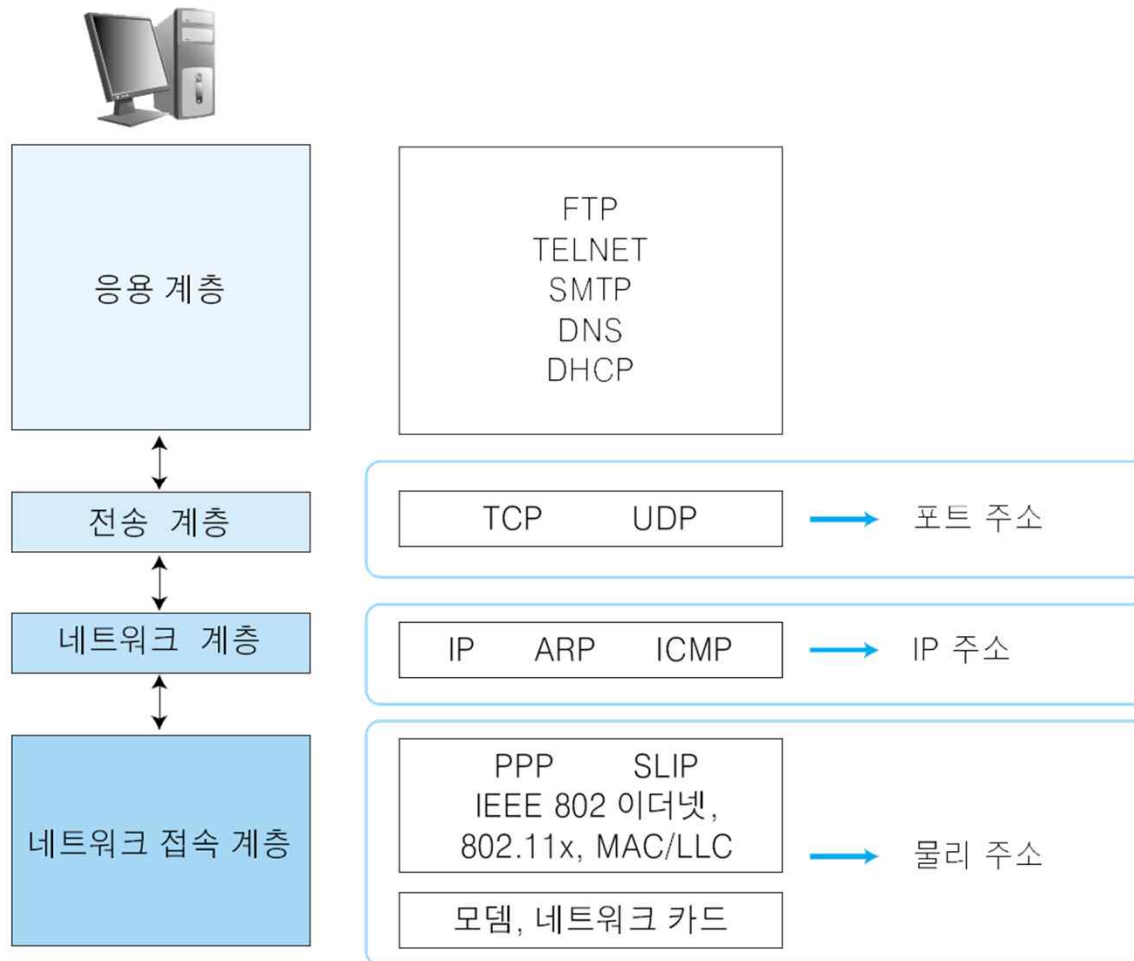 응용 계층
FTP
TELNET
SMTP
DNS
DHCP
전송 계층
TCP UDP
포트 주소
네트워크 계층
IP ARP ICMP
IP 주소
네트워크 접속 계층
PPP SLIP
IEEE 802 이더넷,
802.11x, MAC/LLC
물리 주소
모뎀, 네트워크 카드